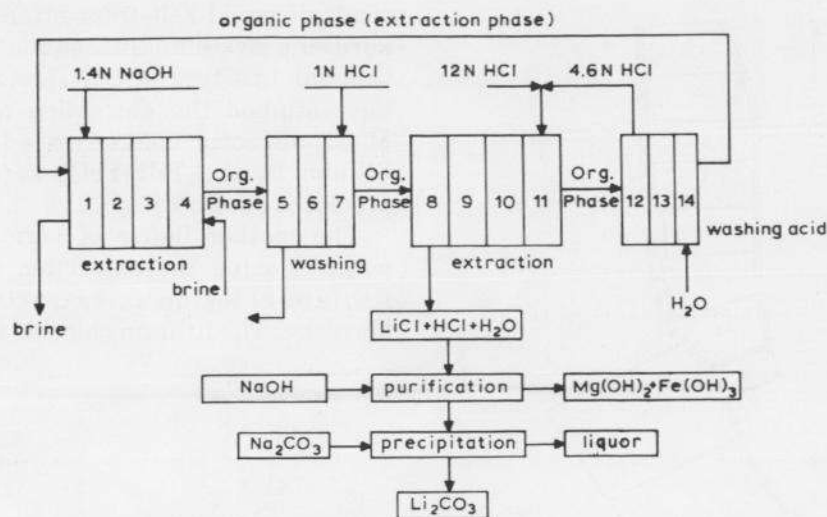 organic phase (extraction phase)
1.4N NaOH
1N HCl
12N HCl
4.6N HCl
Org.
Phase
Org.
Phase
Org.
Phase
1 2 3 4
5 6 7
8 9 10 11
12 13 14
extraction
washing
extraction
washing acid
brine
brine
H₂O
LiCl+HCl+H₂O
NaOH
purification
Mg(OH)₂+Fe(OH)₃
Na₂CO₃
precipitation
liquor
Li₂CO₃